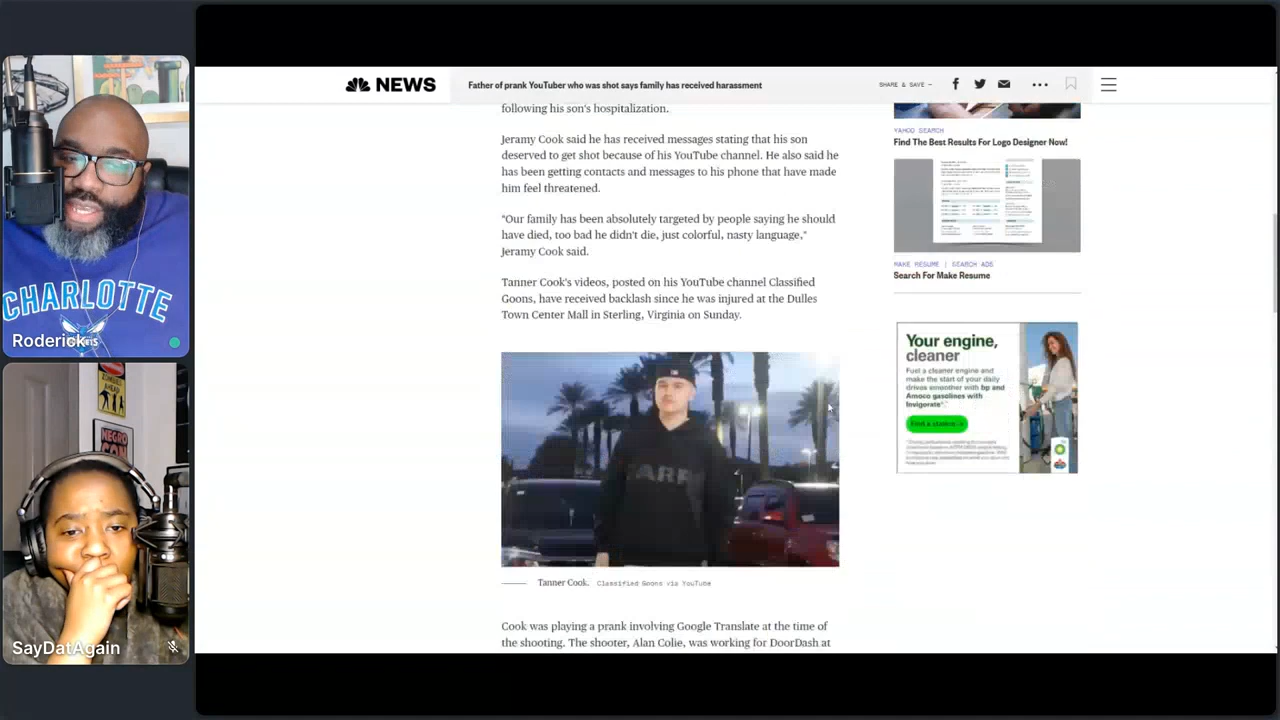 NEWS
Father of prank YouTuber who was shot says family has received harassment
SHARE & SAVE —
following his son's hospitalization.
Jeramy Cook said he has received messages stating that his son
deserved to get shot because of his YouTube channel. He also said he
has been getting contacts and messages to his phone that have made
him feel threatened.
"Our family has been absolutely targeted by people saying he should
have died, too bad he didn't die, just colorful, nasty language,"
Jeramy Cook said.
Tanner Cook's videos, posted on his YouTube channel Classified
Goons, have received backlash since he was injured at the Dulles
Town Center Mall in Sterling, Virginia on Sunday.
Tanner Cook. Classified Goons via YouTube
Cook was playing a prank involving Google Translate at the time of
the shooting. The shooter, Alan Colie, was working for DoorDash at
YAHOO SEARCH
Find The Best Results For Logo Designer Now!
MAKE RESUME | SEARCH ADS
Search For Make Resume
Your engine,
cleaner
Fuel a cleaner engine and
make the start of your daily
drives smoother with bp and
Amoco gasolines with
Invigorate*.
Find a station
bp
CHARLOTTE
Roderick
NEGRO
SayDatAgain